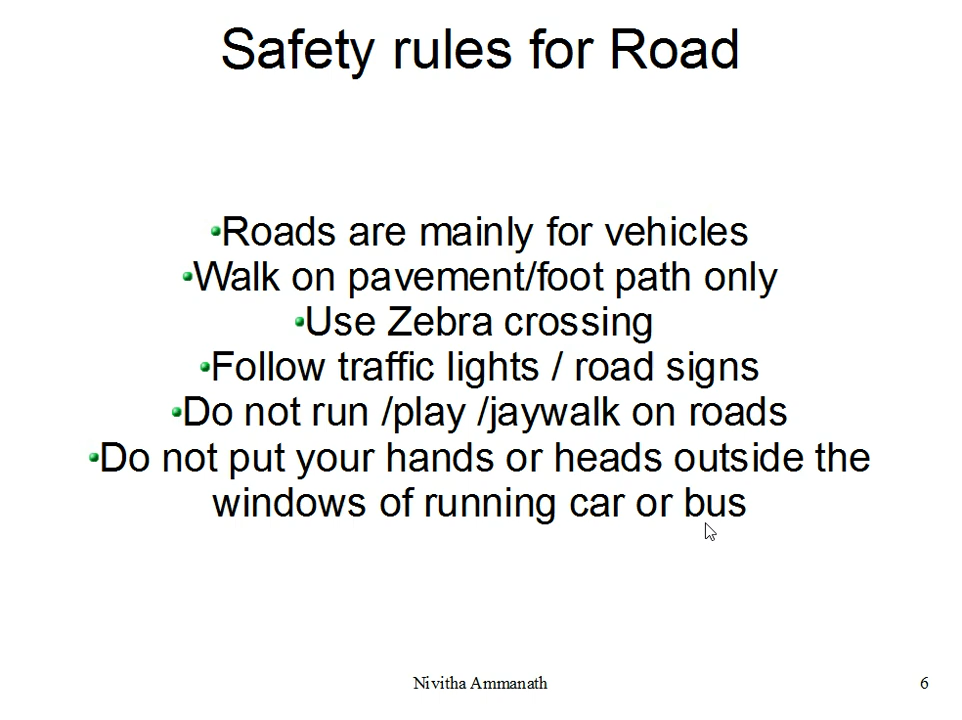 Safety rules for Road
•Roads are mainly for vehicles
•Walk on pavement/foot path only
•Use Zebra crossing
•Follow traffic lights / road signs
•Do not run /play /jaywalk on roads
•Do not put your hands or heads outside the
windows of running car or bus
Nivitha Ammanath
6